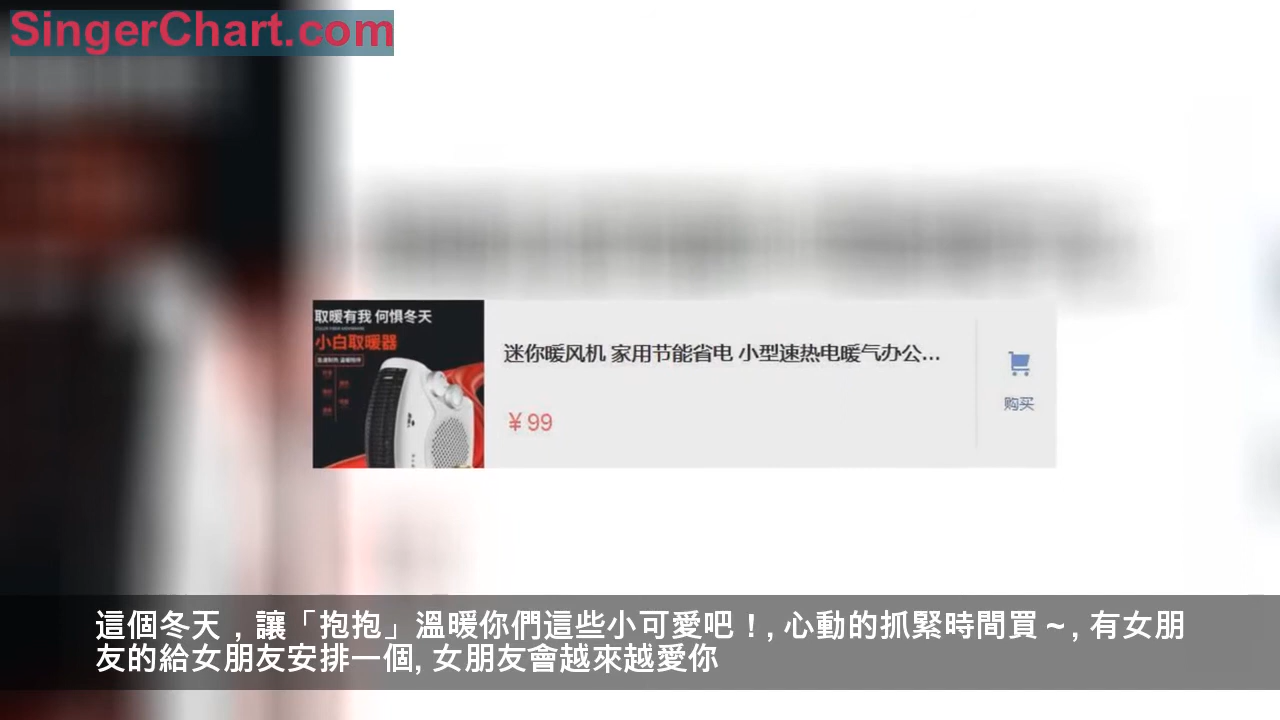 SingerChart.com
取暖有我 何惧冬天
小白取暖器
迷你暖风机 家用节能省电 小型速热电暖气办公...
￥99
购买
這個冬天，讓「抱抱」溫暖你們這些小可愛吧！, 心動的抓緊時間買～, 有女朋
友的給女朋友安排一個, 女朋友會越來越愛你